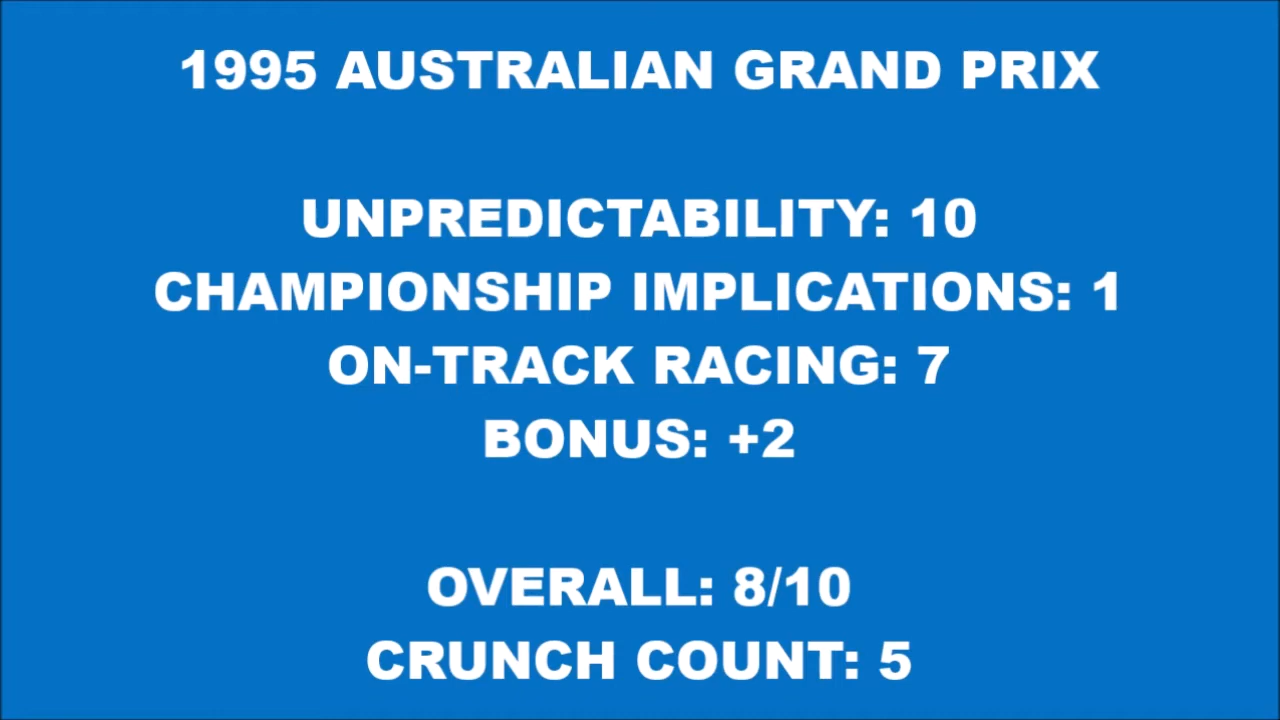 1995 AUSTRALIAN GRAND PRIX
UNPREDICTABILITY: 10
CHAMPIONSHIP IMPLICATIONS: 1
ON-TRACK RACING: 7
BONUS: +2
OVERALL: 8/10
CRUNCH COUNT: 5